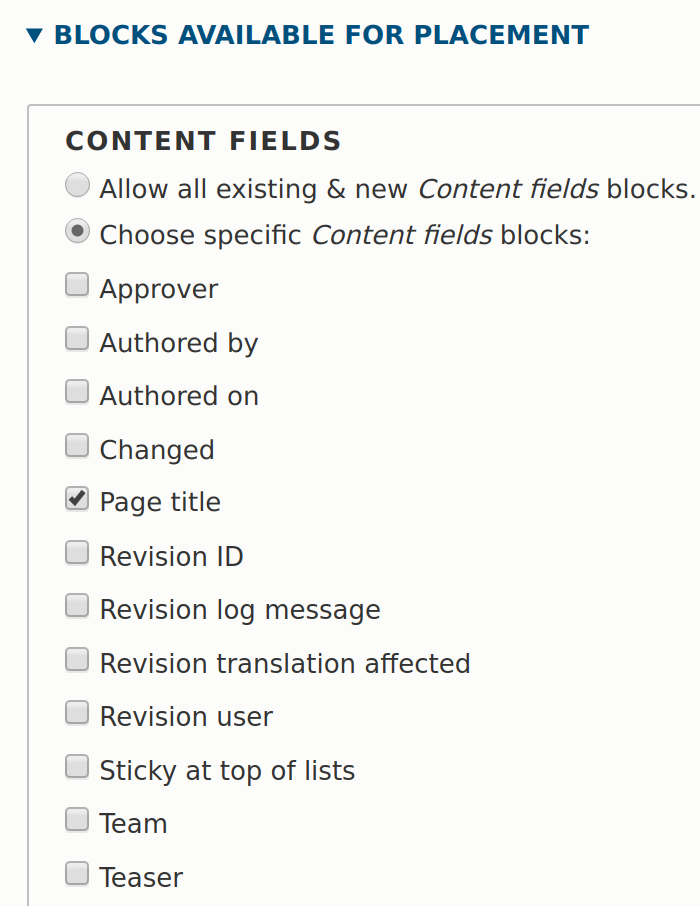 BLOCKS AVAILABLE FOR PLACEMENT
CONTENT FIELDS
Allow all existing & new Content fields blocks.
Choose specific Content fields blocks:
Approver
Authored by
Authored on
Changed
Page title
Revision ID
Revision log message
Revision translation affected
Revision user
Sticky at top of lists
Team
Teaser